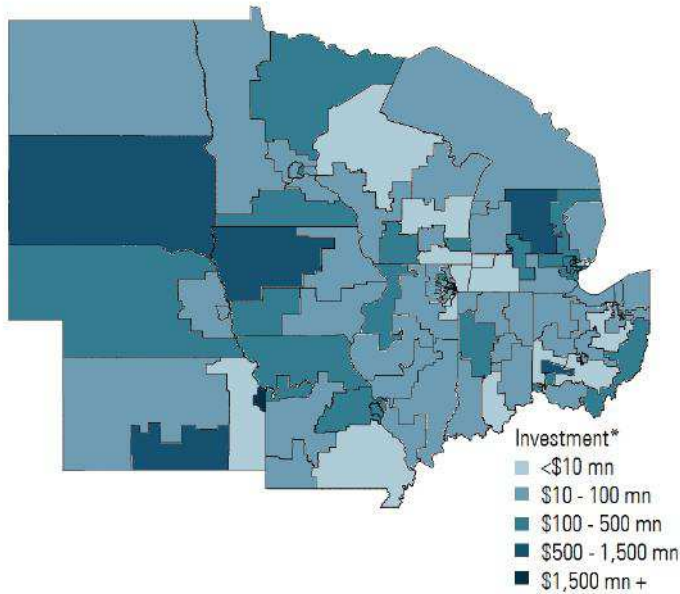 Investment*
<$10 mn
$10 - 100 mn
$100 - 500 mn
$500 - 1,500 mn
$1,500 mn +